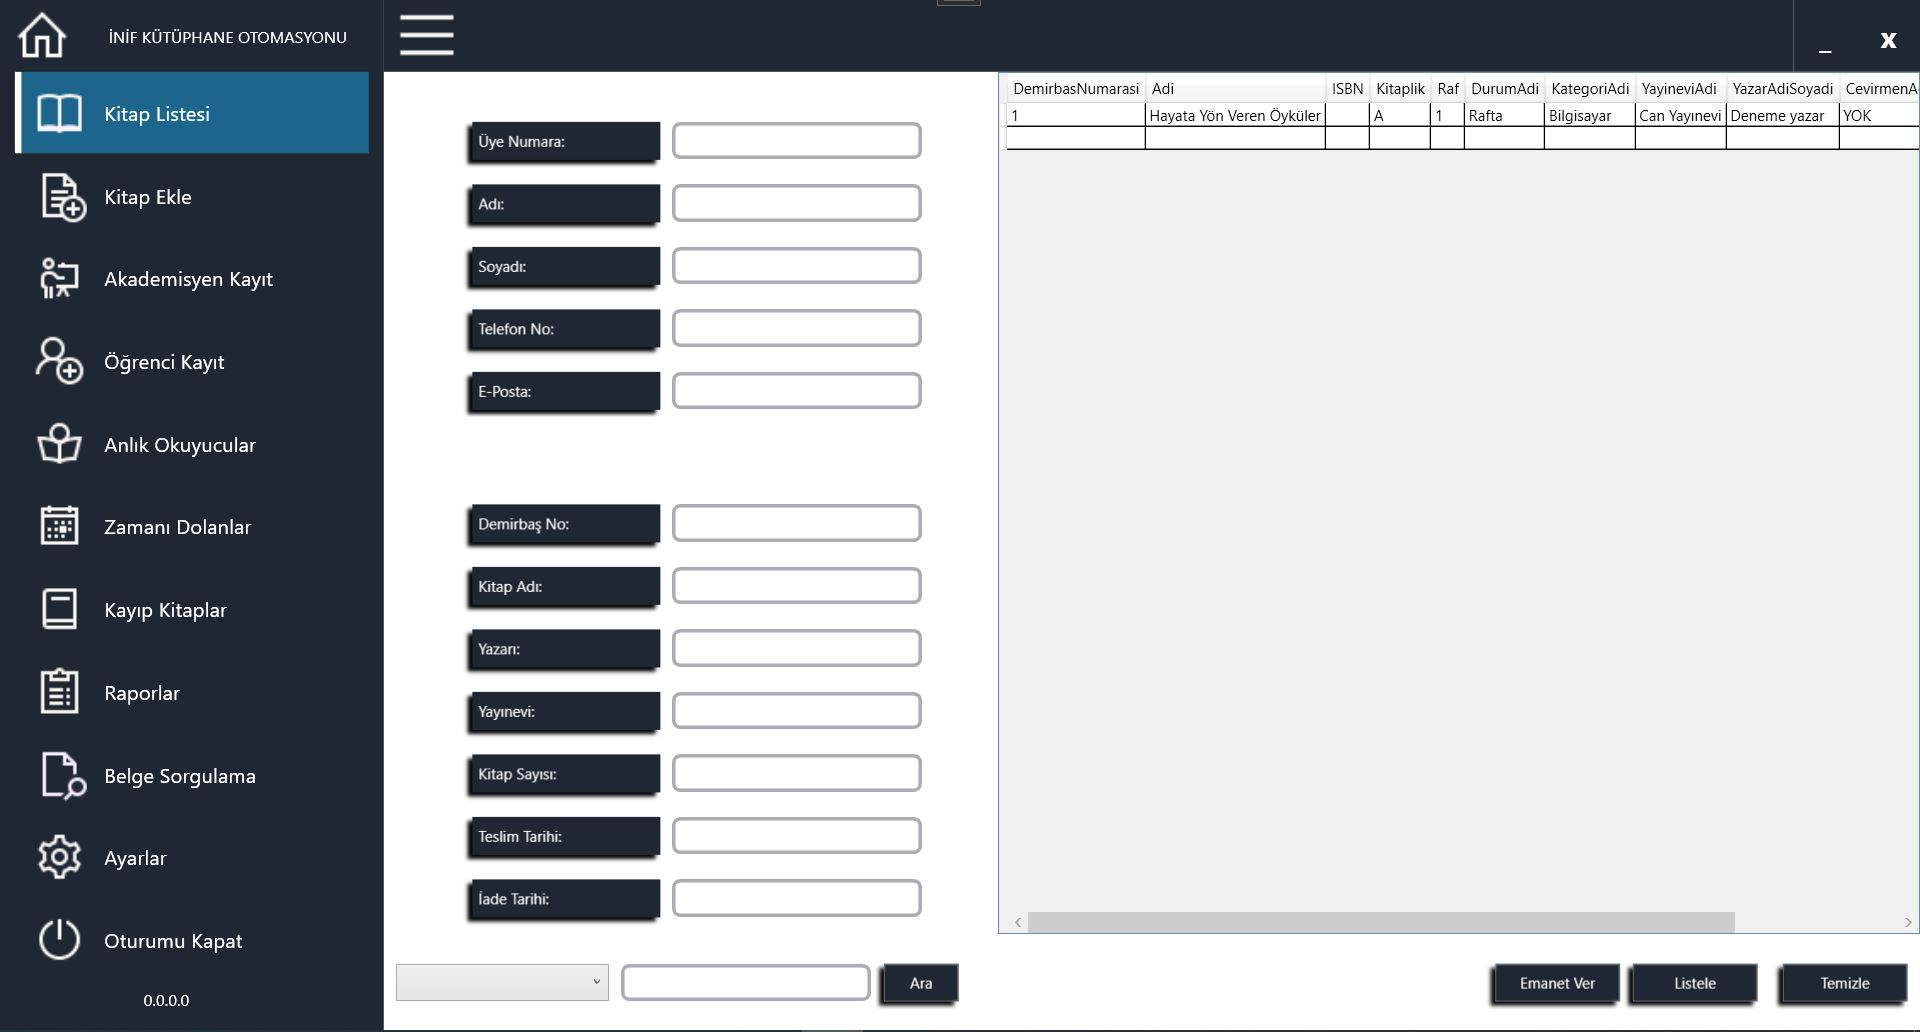 İNİF KÜTÜPHANE OTOMASYONU
_ X
Kitap Listesi
Kitap Ekle
Akademisyen Kayıt
Öğrenci Kayıt
Anlık Okuyucular
Zamanı Dolanlar
Kayıp Kitaplar
Raporlar
Belge Sorgulama
Ayarlar
Oturumu Kapat
0.0.0.0
Üye Numara:
Adı:
Soyadı:
Telefon No:
E-Posta:
Demirbaş No:
Kitap Adı:
Yazarı:
Yayınevi:
Kitap Sayısı:
Teslim Tarihi:
İade Tarihi:
Ara
DemirbasNumarasi Adi ISBN Kitaplik Raf DurumAdi KategoriAdi YayineviAdi YazarAdiSoyadi CevirmenA
1 Hayata Yön Veren Öyküler A 1 Rafta Bilgisayar Can Yayınevi Deneme yazar YOK
Emanet Ver Listele Temizle